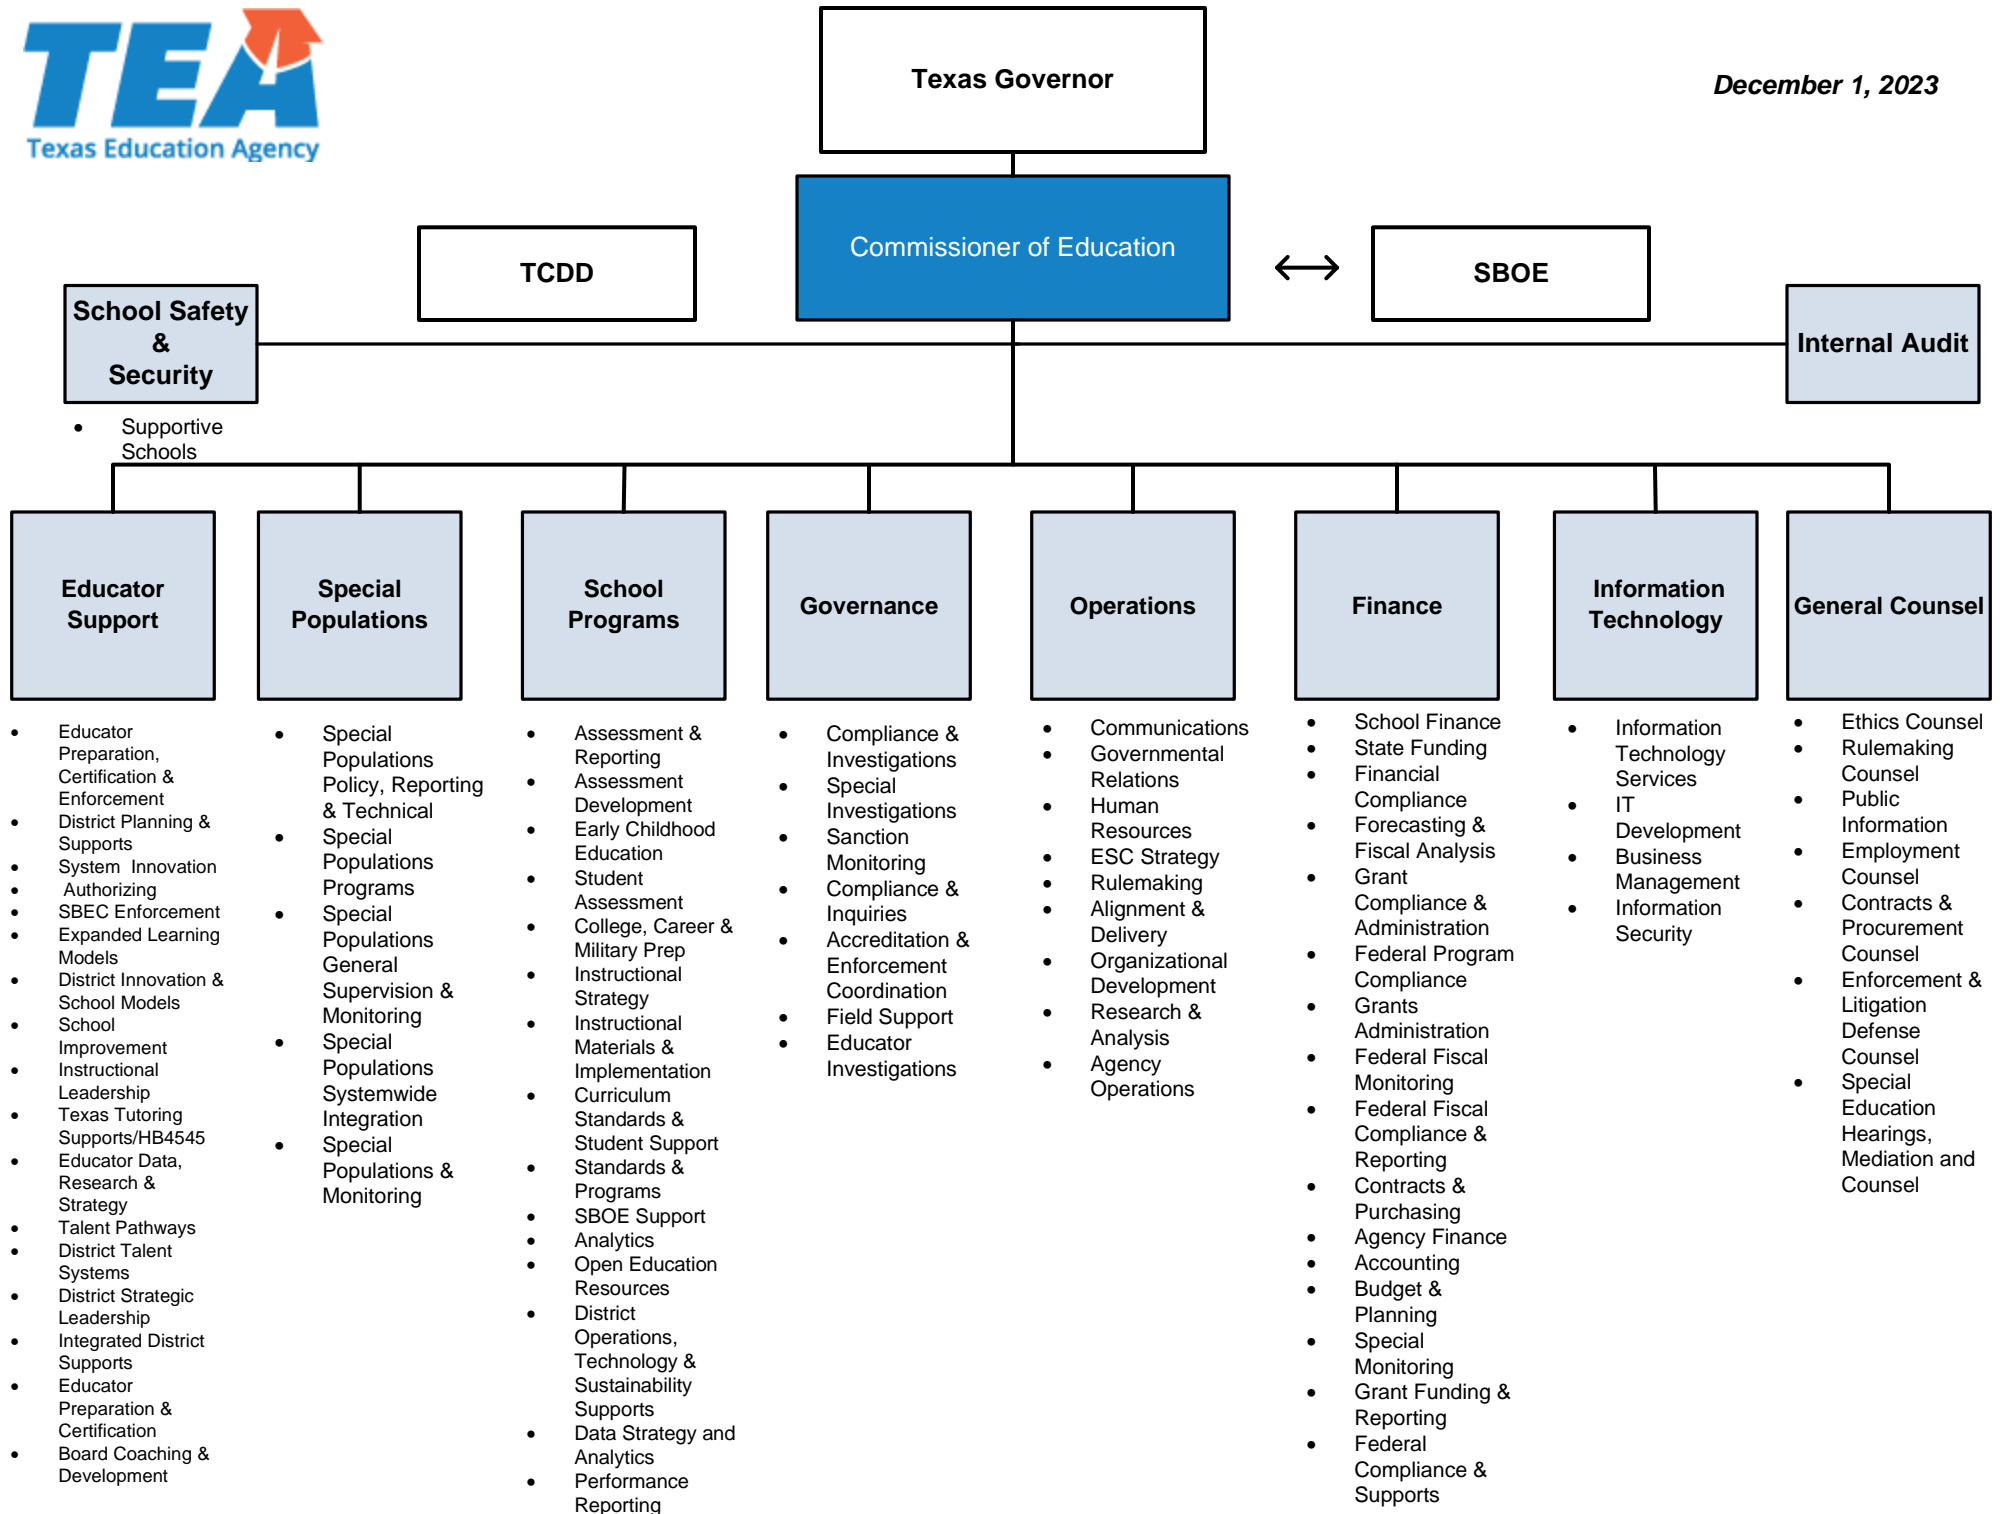 TEA
Texas Education Agency
Texas Governor
December 1, 2023
Commissioner of Education
TCDD
SBOE
School Safety
&
Security
Internal Audit
• Supportive
Schools
Educator
Support
Special
Populations
School
Programs
Governance
Operations
Finance
Information
Technology
General Counsel
• Educator
Preparation,
Certification &
Enforcement
• District Planning &
Supports
• System Innovation
• Authorizing
• SBEC Enforcement
• Expanded Learning
Models
• District Innovation &
School Models
• School
Improvement
• Instructional
Leadership
• Texas Tutoring
Supports/HB4545
• Educator Data,
Research &
Strategy
• Talent Pathways
• District Talent
Systems
• District Strategic
Leadership
• Integrated District
Supports
• Educator
Preparation &
Certification
• Board Coaching &
Development
• Special
Populations
Policy, Reporting
& Technical
• Special
Populations
Programs
• Special
Populations
General
Supervision &
Monitoring
• Special
Populations
Systemwide
Integration
• Special
Populations &
Monitoring
• Assessment &
Reporting
• Assessment
Development
• Early Childhood
Education
• Student
Assessment
• College, Career &
Military Prep
• Instructional
Strategy
• Instructional
Materials &
Implementation
• Curriculum
Standards &
Student Support
• Standards &
Programs
• SBOE Support
• Analytics
• Open Education
Resources
• District
Operations,
Technology &
Sustainability
Supports
• Data Strategy and
Analytics
• Performance
Reporting
• Compliance &
Investigations
• Special
Investigations
• Sanction
Monitoring
• Compliance &
Inquiries
• Accreditation &
Enforcement
Coordination
• Field Support
• Educator
Investigations
• Communications
• Governmental
Relations
• Human
Resources
• ESC Strategy
• Rulemaking
• Alignment &
Delivery
• Organizational
Development
• Research &
Analysis
• Agency
Operations
• School Finance
• State Funding
• Financial
Compliance
• Forecasting &
Fiscal Analysis
• Grant
Compliance &
Administration
• Federal Program
Compliance
• Grants
Administration
• Federal Fiscal
Monitoring
• Federal Fiscal
Compliance &
Reporting
• Contracts &
Purchasing
• Agency Finance
• Accounting
• Budget &
Planning
• Special
Monitoring
• Grant Funding &
Reporting
• Federal
Compliance &
Supports
• Information
Technology
Services
• IT
Development
• Business
Management
• Information
Security
• Ethics Counsel
• Rulemaking
Counsel
• Public
Information
• Employment
Counsel
• Contracts &
Procurement
Counsel
• Enforcement &
Litigation
Defense
Counsel
• Special
Education
Hearings,
Mediation and
Counsel